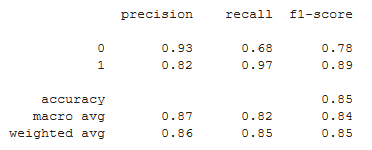 precision recall f1-score
0 0.93 0.68 0.78
1 0.82 0.97 0.89
accuracy 0.85
macro avg 0.87 0.82 0.84
weighted avg 0.86 0.85 0.85